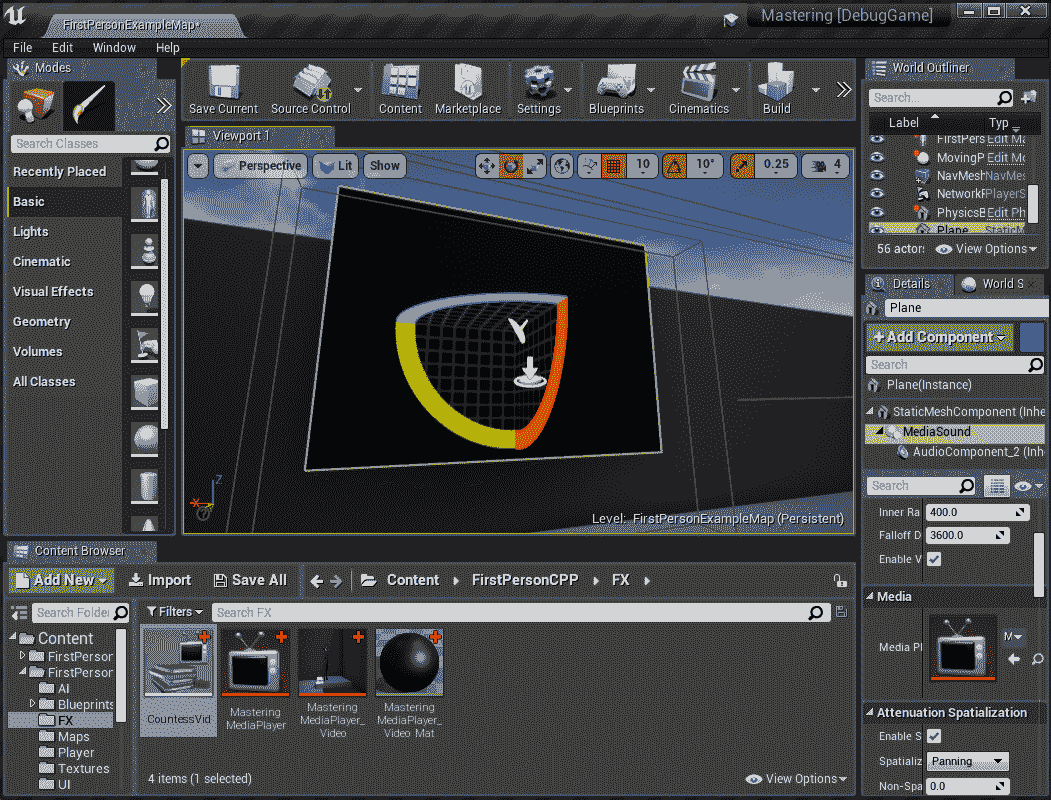 FirstPersonExampleMap*
Mastering [DebugGame]
File Edit Window Help
Modes
Search Classes
Recently Placed
Basic
Lights
Cinematic
Visual Effects
Geometry
Volumes
All Classes
Save Current
Source Control
Content
Marketplace
Settings
Blueprints
Cinematics
Build
Viewport 1
Perspective
Lit
Show
10
10°
0.25
4
X
Z
Level: FirstPersonExampleMap (Persistent)
World Outliner
Search...
Label
Typ
FirstPers Edit Ma
MovingP Edit Mo
NavMesh NavMes
NetworkP PlayerS
PhysicsB Edit Ph
Plane StaticM
56 actor:
View Options
Details
World S
Plane
+ Add Component
Search
Plane(Instance)
StaticMeshComponent (Inhe
MediaSound
AudioComponent_2 (Inh
Search
Inner Ra 400.0
Falloff D 3600.0
Enable V
Media
Media Pl
M
Attenuation Spatialization
Enable S
Spatializ Panning
Non-Spa 0.0
Content Browser
Add New
Import
Save All
Content
FirstPersonCPP
FX
Search Folder
Filters
Search FX
Content
FirstPerson
FirstPerson
AI
Blueprints
FX
Maps
Player
Textures
UI
CountessVid
Mastering
MediaPlayer
Mastering
MediaPlayer_
Video
Mastering
MediaPlayer_
Video_Mat
4 items (1 selected)
View Options